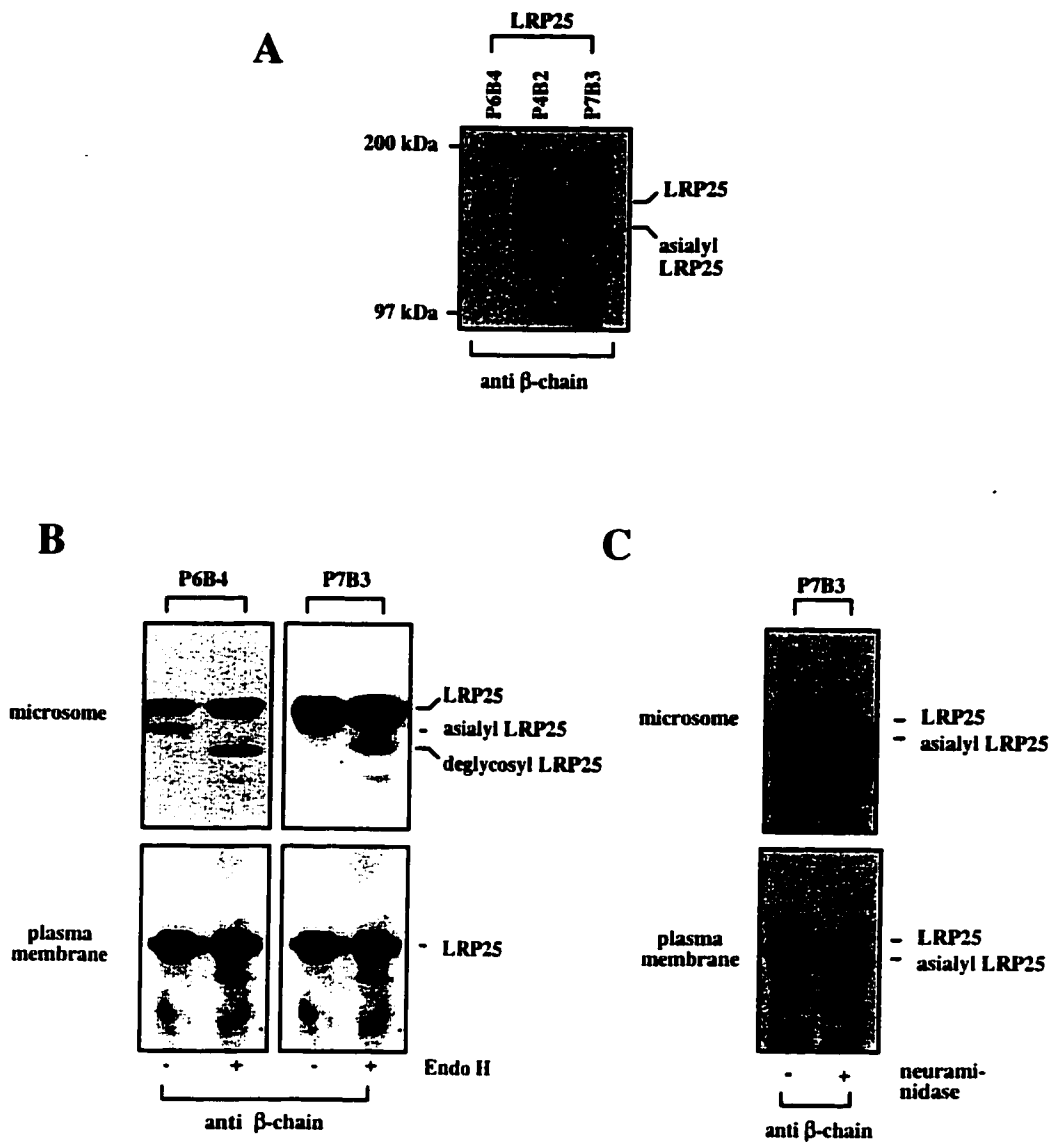 A
LRP25
P6B4
P4B2
P7B3
200 kDa
LRP25
asialyl
LRP25
97 kDa
anti β-chain
B
P6B4
P7B3
microsome
LRP25
asialyl LRP25
deglycosyl LRP25
plasma
membrane
LRP25
- + - + Endo H
anti β-chain
C
P7B3
microsome
LRP25
asialyl LRP25
plasma
membrane
LRP25
asialyl LRP25
- + neurami-
nidase
anti β-chain